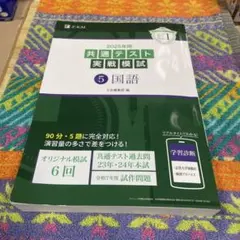 Z-KAI
2025年用
共通テスト
実戦模試
5 国語
Z会編集部 編
90分・5題に完全対応!
演習量の多さで差をつける!
オリジナル模試
6回
共通テスト過去問
23年・24年本試
令和7年度 試作問題
学習診断